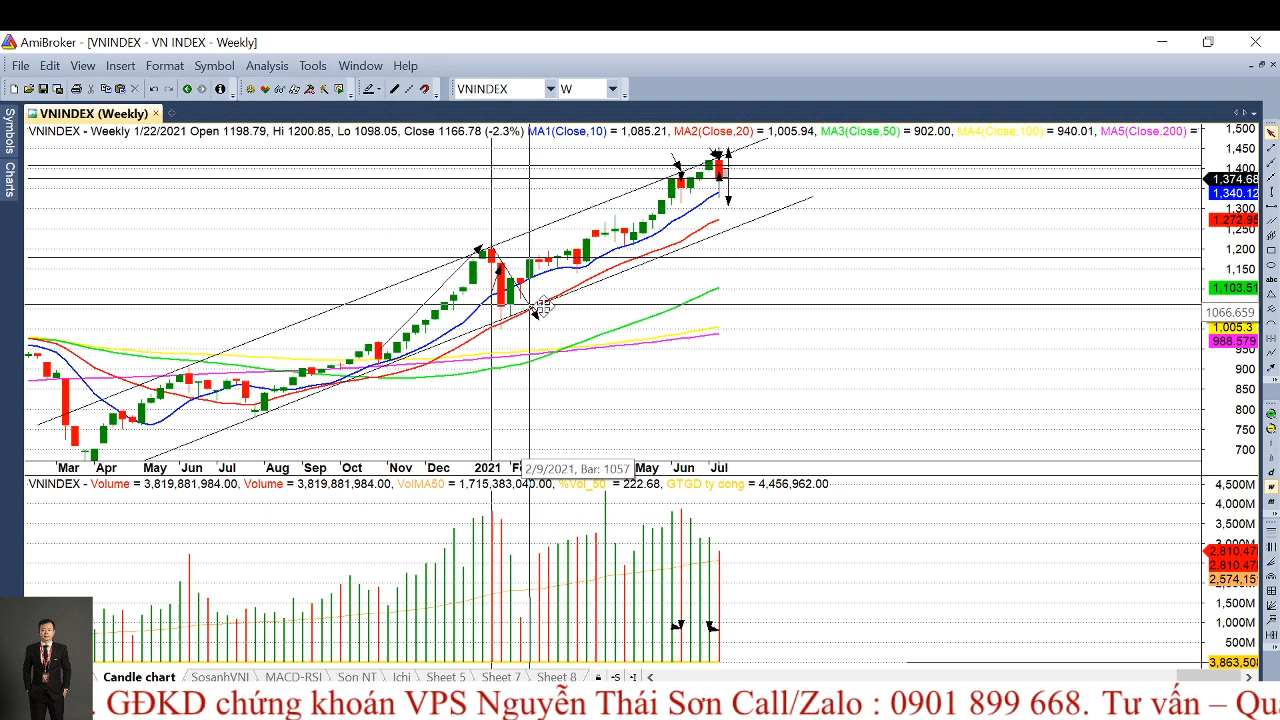 AmiBroker - [VNINDEX - VN INDEX - Weekly]
File Edit View Insert Format Symbol Analysis Tools Window Help
VNINDEX W
VNINDEX (Weekly)
Symbols
Charts
VNINDEX - Weekly 1/22/2021 Open 1198.79, Hi 1200.85, Lo 1098.05, Close 1166.78 (-2.3%) MA1(Close,10) = 1,085.21, MA2(Close,20) = 1,005.94, MA3(Close,50) = 902.00, MA4(Close,100) = 940.01, MA5(Close,200) =
1,500
1,450
1,400
1,374.68
1,340.12
1,300
1,272.95
1,250
1,200
1,150
1,103.51
1066.659
1,005.3
988.579
950
900
850
800
750
700
Mar Apr May Jun Jul Aug Sep Oct Nov Dec 2021 2/9/2021, Bar: 1057 May Jun Jul
VNINDEX - Volume = 3,819,881,984.00, Volume = 3,819,881,984.00, VolMA50 = 1,715,383,040.00, %Vol_50 = 222.68, GTGD ty dong = 4,456,962.00
4,500M
4,000M
3,500M
3,000M
2,810,47
2,810,47
2,574,15
1,500M
1,000M
500M
3,863,50
Candle chart SosanhVNI MACD-RSI Son NT Ichi Sheet 5 Sheet 7 Sheet 8
GĐKD chứng khoán VPS Nguyễn Thái Sơn Call/Zalo : 0901 899 668. Tư vấn –